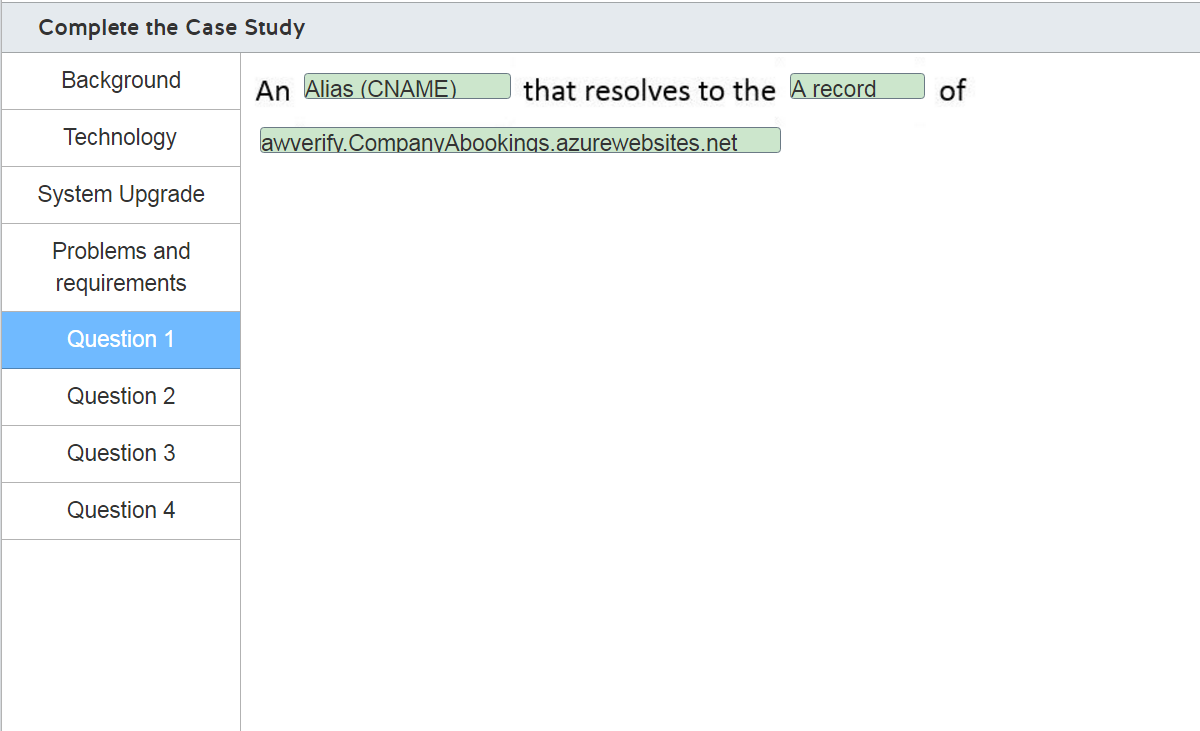 Complete the Case Study
Background
Technology
System Upgrade
Problems and
requirements
Question 1
Question 2
Question 3
Question 4
An Alias (CNAME) that resolves to the A record of
awverify.CompanyAbookings.azurewebsites.net